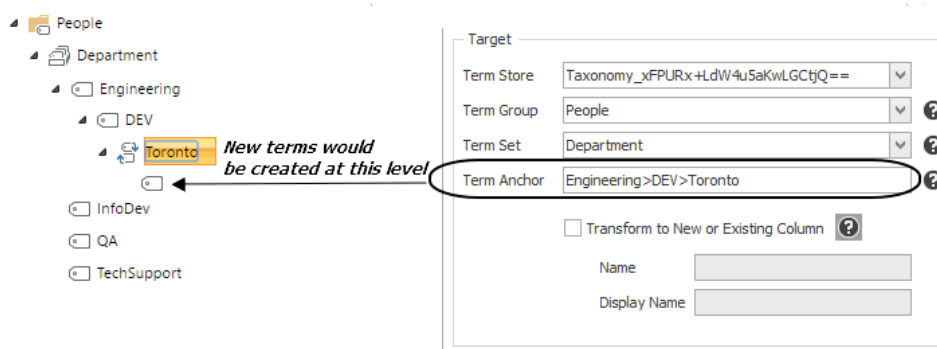 People
Department
Engineering
DEV
Toronto
New terms would
be created at this level
InfoDev
QA
TechSupport
Target
Term Store Taxonomy_xFPURx+LdW4u5aKwLGCtjQ==
Term Group People ?
Term Set Department ?
Term Anchor Engineering>DEV>Toronto ?
Transform to New or Existing Column ?
Name
Display Name